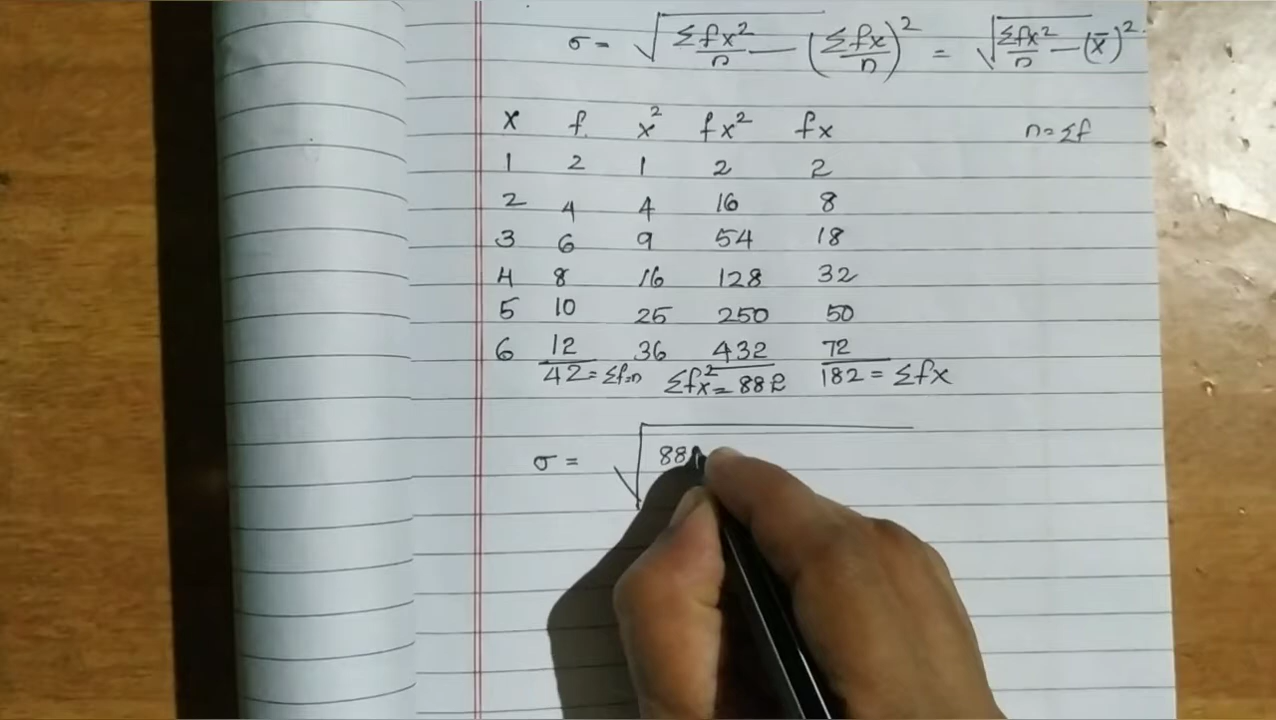 σ = √ Σfx²/n — (Σfx/n)² = √ Σfx²/n — (x̄)²
x f. x² fx² fx n=Σf
1 2 1 2 2
2 4 4 16 8
3 6 9 54 18
4 8 16 128 32
5 10 25 250 50
6 12 36 432 72
42 = Σf=n Σfx² = 882 182 = Σfx
σ = √ 88